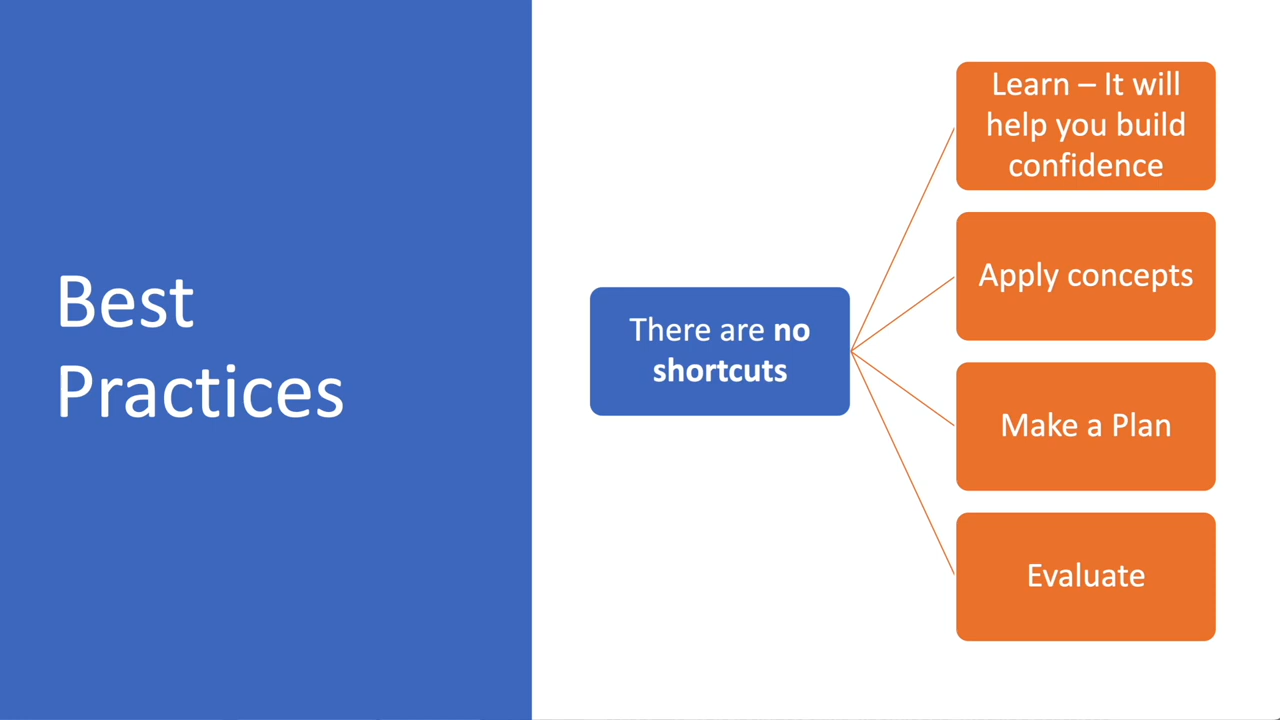 Best
Practices
There are no
shortcuts
Learn – It will
help you build
confidence
Apply concepts
Make a Plan
Evaluate